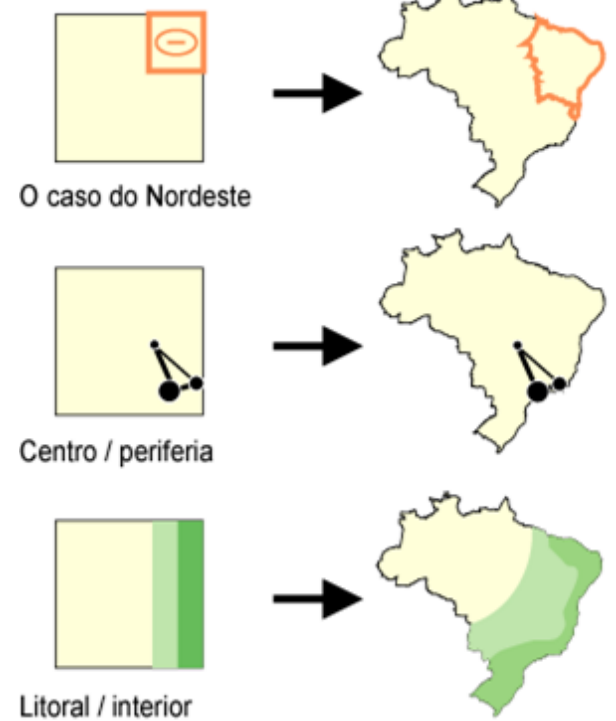 O caso do Nordeste
Centro / periferia
Litoral / interior